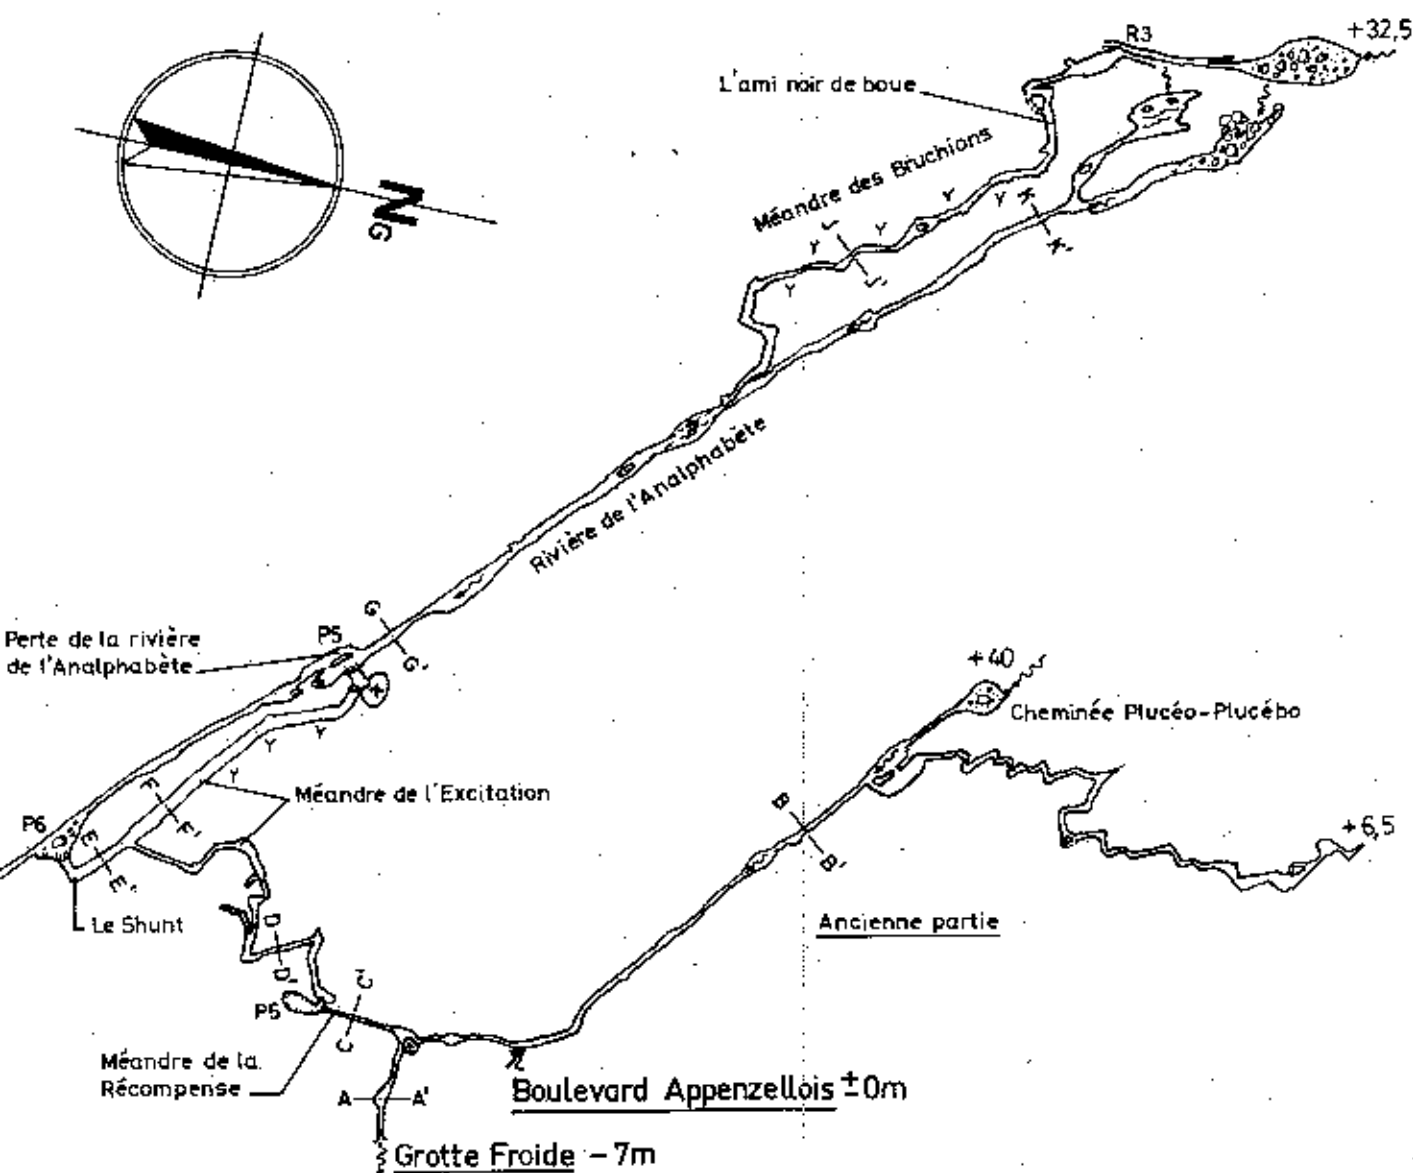 R3
+32,5
L'ami noir de boue
Méandre des Bruchions
N
G
K
K'
L
L'
Rivière de l'Analphabète
G
G'
P5
Perte de la rivière
de l'Analphabète
+40
Cheminée Plucéo-Plucébo
Méandre de l'Excitation
F
F'
P6
E
E'
B
B'
+6,5
Le Shunt
Ancienne partie
D
D'
P5
C
C'
Méandre de la
Récompense
A
A'
Boulevard Appenzellois ±0m
Grotte Froide -7m